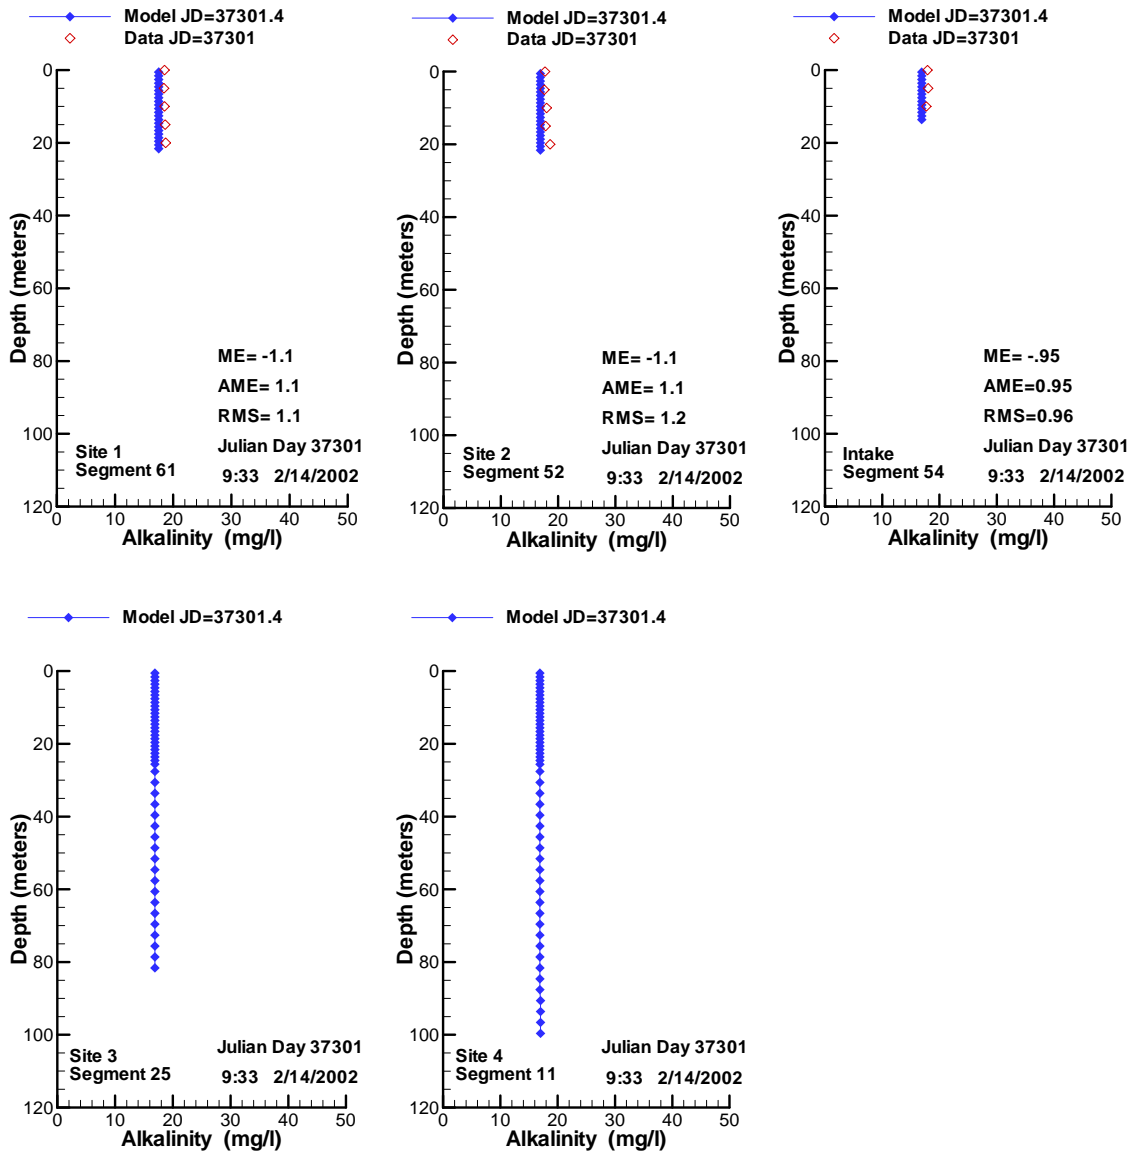 Model JD=37301.4
Data JD=37301
0
20
40
60
80
100
120
Depth (meters)
ME= -1.1
AME= 1.1
RMS= 1.1
Site 1
Segment 61
Julian Day 37301
9:33 2/14/2002
0 10 20 30 40 50
Alkalinity (mg/l)
Model JD=37301.4
Data JD=37301
0
20
40
60
80
100
120
Depth (meters)
ME= -1.1
AME= 1.1
RMS= 1.2
Site 2
Segment 52
Julian Day 37301
9:33 2/14/2002
0 10 20 30 40 50
Alkalinity (mg/l)
Model JD=37301.4
Data JD=37301
0
20
40
60
80
100
120
Depth (meters)
ME= -.95
AME=0.95
RMS=0.96
Intake
Segment 54
Julian Day 37301
9:33 2/14/2002
0 10 20 30 40 50
Alkalinity (mg/l)
Model JD=37301.4
0
20
40
60
80
100
120
Depth (meters)
Site 3
Segment 25
Julian Day 37301
9:33 2/14/2002
0 10 20 30 40 50
Alkalinity (mg/l)
Model JD=37301.4
0
20
40
60
80
100
120
Depth (meters)
Site 4
Segment 11
Julian Day 37301
9:33 2/14/2002
0 10 20 30 40 50
Alkalinity (mg/l)